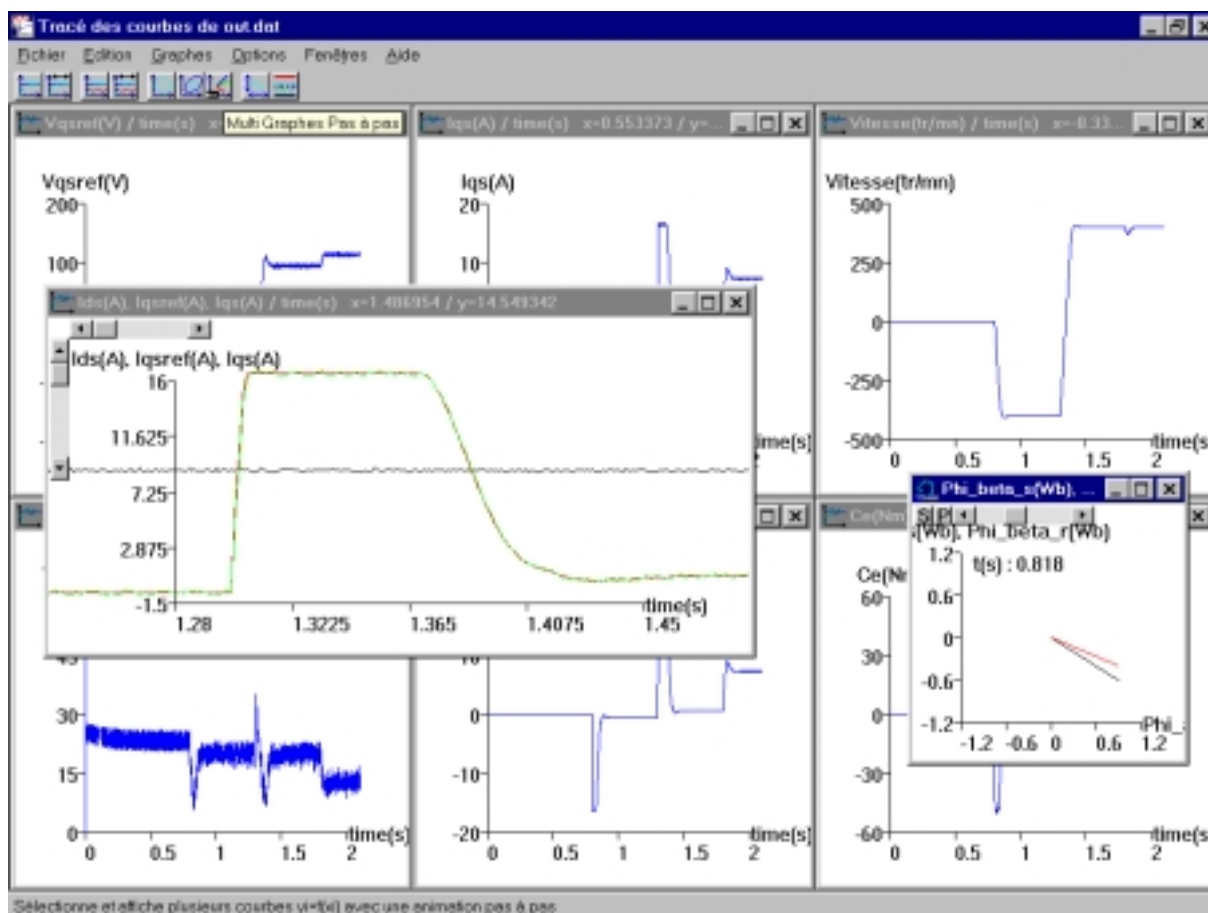 Tracé des courbes de out.dat
Fichier Edition Graphes Options Fenêtres Aide
Vqsref(V) / time(s) x=
Multi Graphes Pas à pas
Iqs(A) / time(s) x=0.553373 / y=...
Vitesse(tr/mn) / time(s) x=-0.33...
Vqsref(V)
200
100
Iqs(A)
20
10
time(s)
Vitesse(tr/mn)
500
250
0
-250
-500
time(s)
0 0.5 1 1.5 2
Ids(A), Iqsref(A), Iqs(A) / time(s) x=1.486954 / y=14.549342
Ids(A), Iqsref(A), Iqs(A)
16
11.625
7.25
2.875
-1.5
time(s)
1.28 1.3225 1.365 1.4075 1.45
45
30
15
0
time(s)
0 0.5 1 1.5 2
10
0
-10
-20
time(s)
0 0.5 1 1.5 2
Ce(Nm)
Ce(Nr
60
30
0
-30
-60
time(s)
0 0.5 1 1.5 2
Phi_beta_s(Wb), ...
S P
s(Wb), Phi_beta_r(Wb)
t(s) : 0.818
1.2
0.6
0
-0.6
-1.2
Phi_
-1.2 -0.6 0 0.6 1.2
Sélectionne et affiche plusieurs courbes yi=f(xi) avec une animation pas à pas